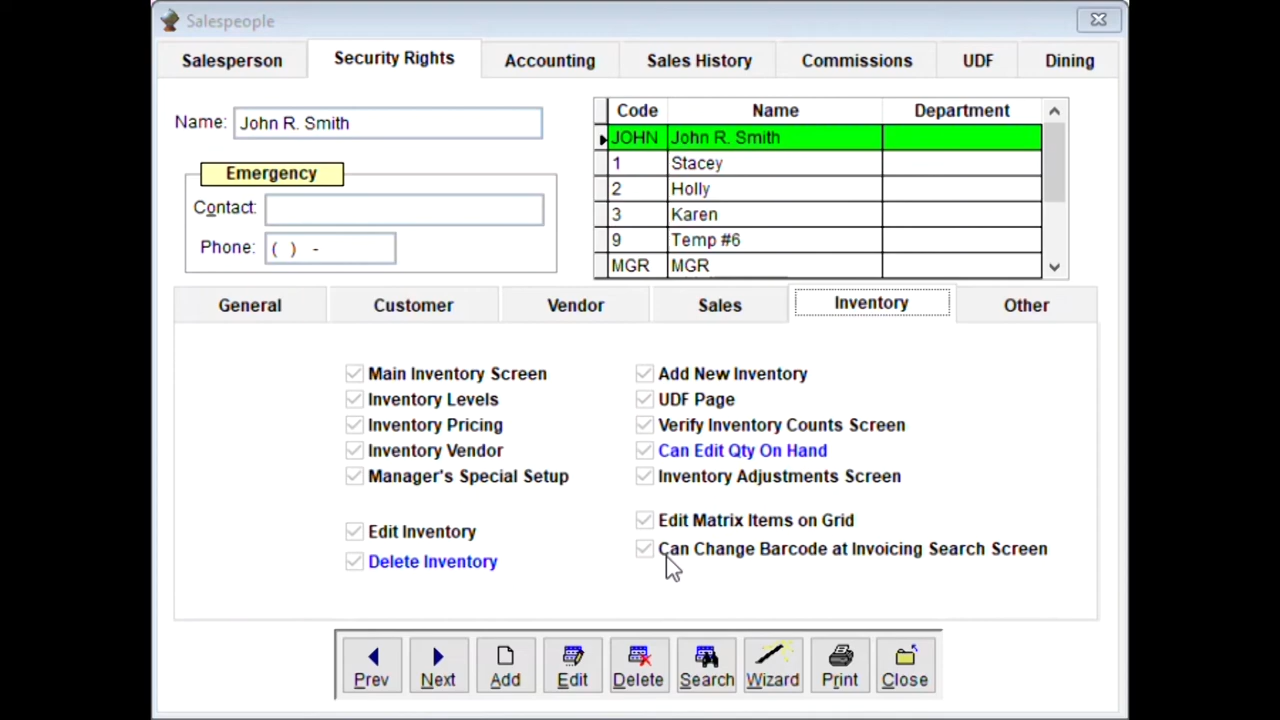 Salespeople
Salesperson Security Rights Accounting Sales History Commissions UDF Dining
Name: John R. Smith
Emergency
Contact:
Phone: ( ) -
Code Name Department
JOHN John R. Smith
1 Stacey
2 Holly
3 Karen
9 Temp #6
MGR MGR
General Customer Vendor Sales Inventory Other
Main Inventory Screen
Inventory Levels
Inventory Pricing
Inventory Vendor
Manager's Special Setup
Edit Inventory
Delete Inventory
Add New Inventory
UDF Page
Verify Inventory Counts Screen
Can Edit Qty On Hand
Inventory Adjustments Screen
Edit Matrix Items on Grid
Can Change Barcode at Invoicing Search Screen
Prev Next Add Edit Delete Search Wizard Print Close